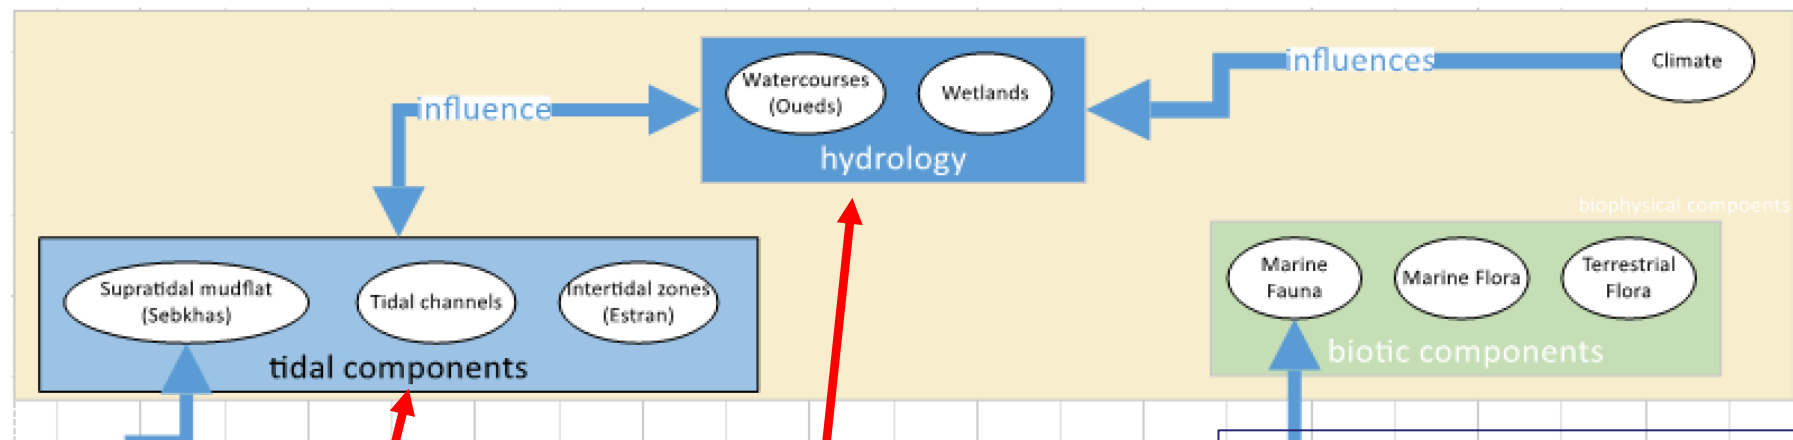 Watercourses
(Oueds)
Wetlands
hydrology
influence
influences
Climate
biophysical compoents
Supratidal mudflat
(Sebkhas)
Tidal channels
Intertidal zones
(Estran)
tidal components
Marine
Fauna
Marine Flora
Terrestrial
Flora
biotic components